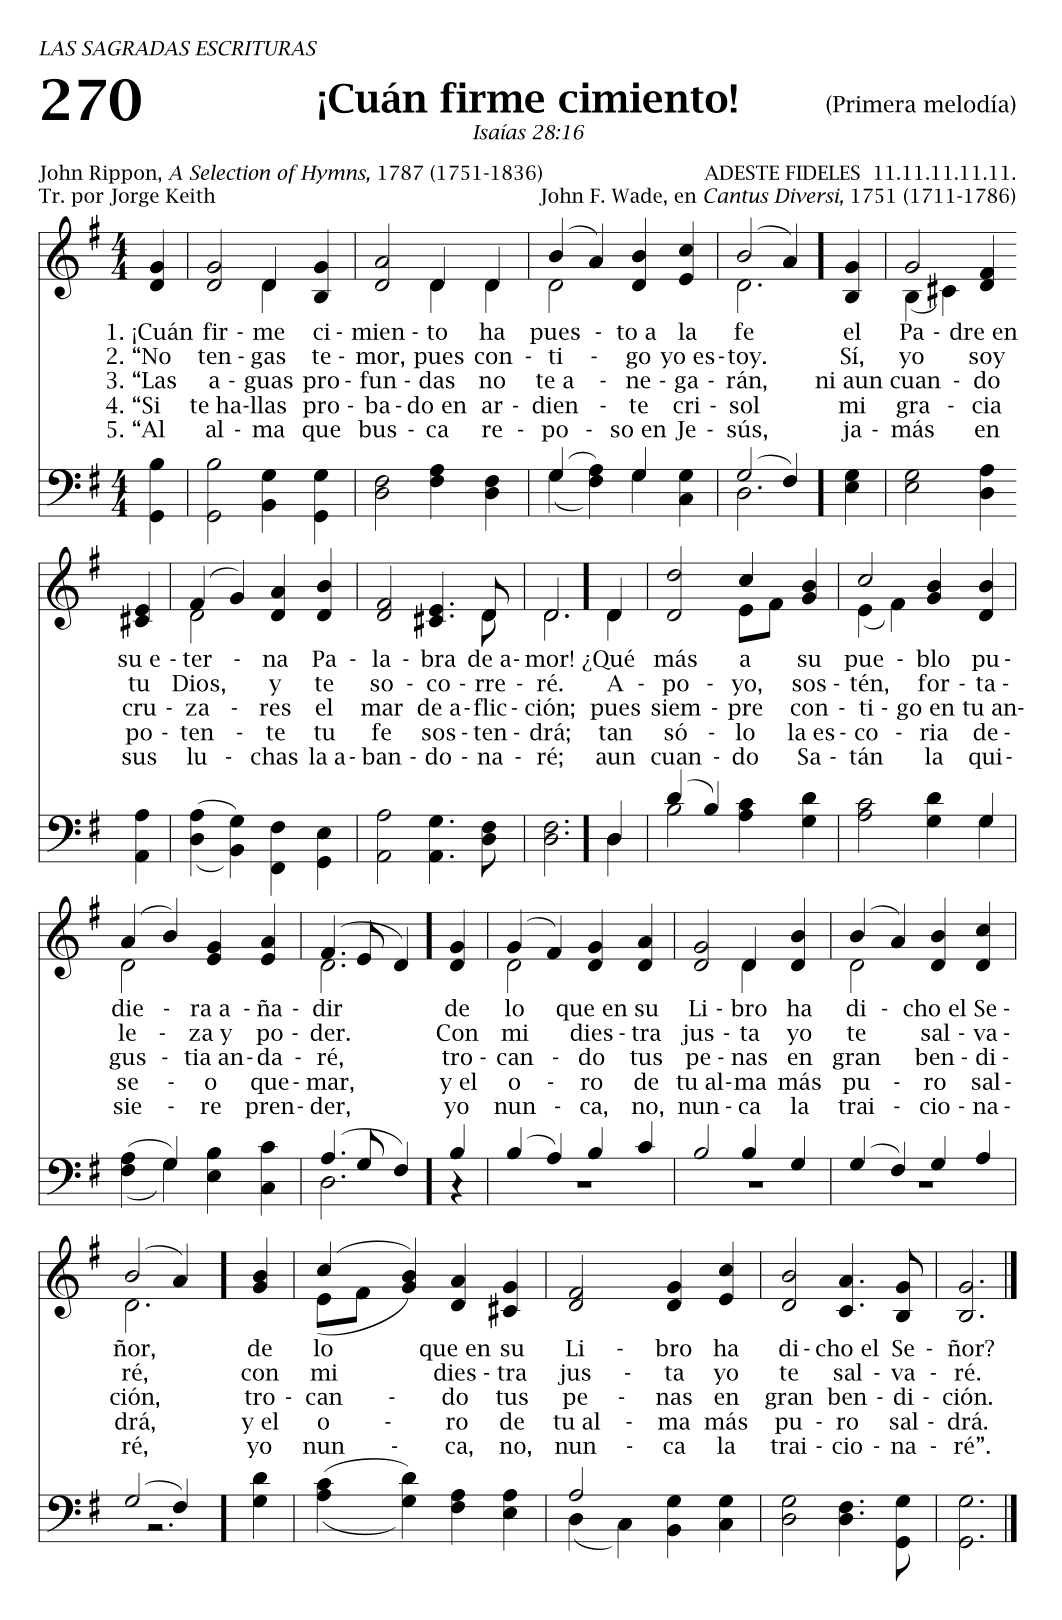 LAS SAGRADAS ESCRITURAS
270 ¡Cuán firme cimiento! (Primera melodía)
Isaías 28:16
John Rippon, A Selection of Hymns, 1787 (1751-1836) ADESTE FIDELES 11.11.11.11.11.
Tr. por Jorge Keith John F. Wade, en Cantus Diversi, 1751 (1711-1786)
1. ¡Cuán fir - me ci - mien - to ha pues - to a la fe el Pa - dre en
2. “No ten - gas te - mor, pues con - ti - go yo es - toy. Sí, yo soy
3. “Las a - guas pro - fun - das no te a - ne - ga - rán, ni aun cuan - do
4. “Si te ha - llas pro - ba - do en ar - dien - te cri - sol mi gra - cia
5. “Al al - ma que bus - ca re - po - so en Je - sús, ja - más en
su e - ter - na Pa - la - bra de a - mor! ¿Qué más a su pue - blo pu -
tu Dios, y te so - co - rre - ré. A - po - yo, sos - tén, for - ta -
cru - za - res el mar de a - flic - ción; pues siem - pre con - ti - go en tu an-
po - ten - te tu fe sos - ten - drá; tan só - lo la es - co - ria de -
sus lu - chas la a - ban - do - na - ré; aun cuan - do Sa - tán la qui -
die - ra a - ña - dir de lo que en su Li - bro ha di - cho el Se -
le - za y po - der. Con mi dies - tra jus - ta yo te sal - va -
gus - tia an - da - ré, tro - can - do tus pe - nas en gran ben - di -
se - o que - mar, y el o - ro de tu al - ma más pu - ro sal -
sie - re pren - der, yo nun - ca, no, nun - ca la trai - cio - na -
ñor, de lo que en su Li - bro ha di - cho el Se - ñor?
ré, con mi dies - tra jus - ta yo te sal - va - ré.
ción, tro - can - do tus pe - nas en gran ben - di - ción.
drá, y el o - ro de tu al - ma más pu - ro sal - drá.
ré, yo nun - ca, no, nun - ca la trai - cio - na - ré”.